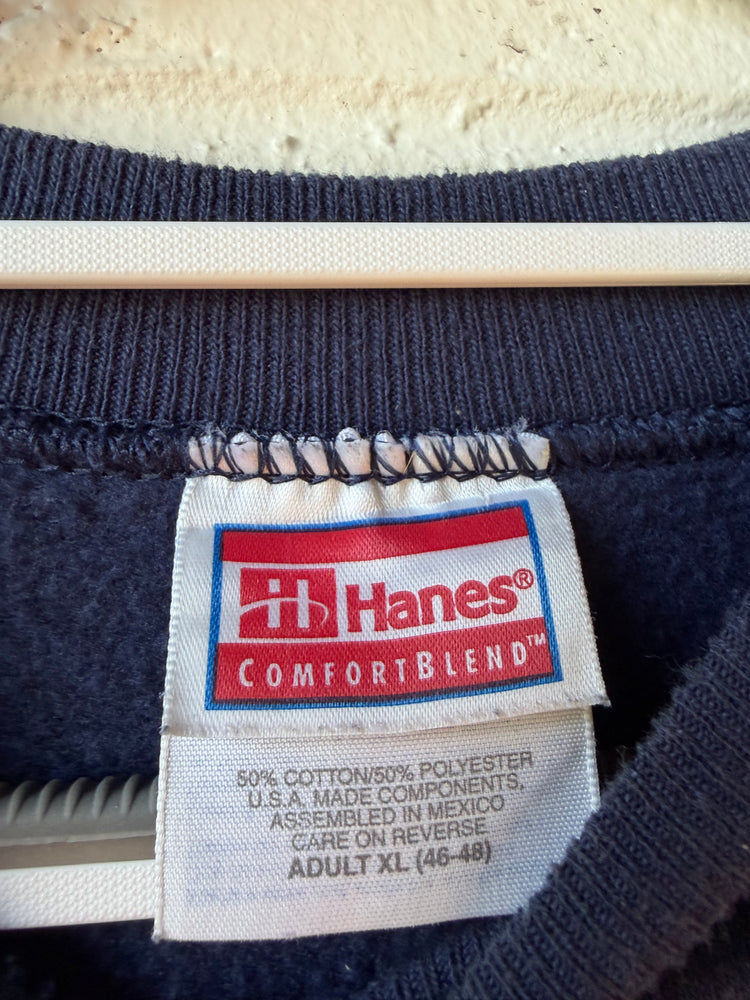 Hanes®
COMFORTBLEND™
50% COTTON/50% POLYESTER
U.S.A. MADE COMPONENTS,
ASSEMBLED IN MEXICO
CARE ON REVERSE
ADULT XL (46-48)